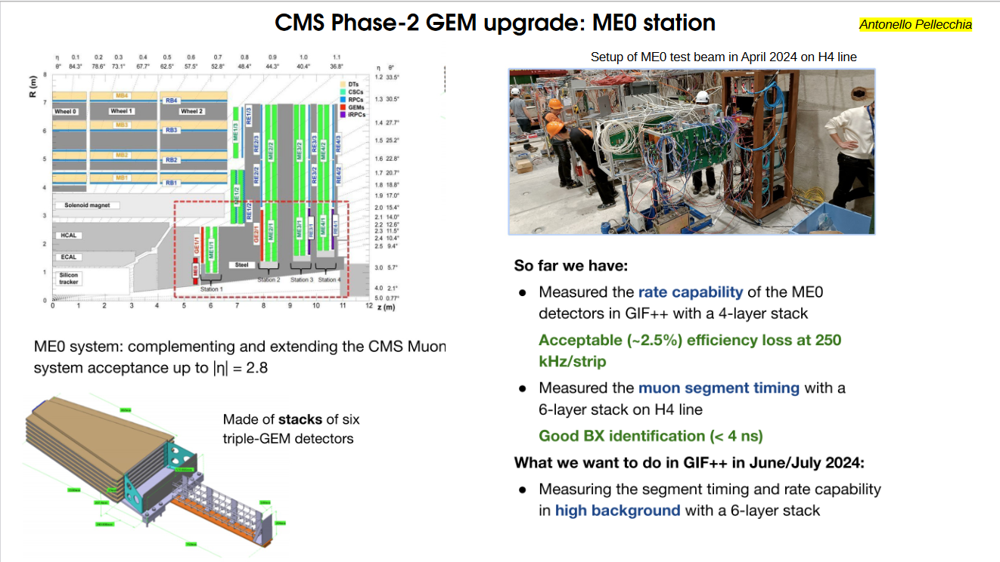 CMS Phase-2 GEM upgrade: ME0 station
Antonello Pellecchia
η 0.1 0.2 0.3 0.4 0.5 0.6 0.7 0.8 0.9 1.0 1.1
θ° 84.3° 78.6° 73.1° 67.7° 62.5° 57.5° 52.8° 48.4° 44.3° 40.4° 36.8°
η θ°
R (m)
8
7
6
5
4
3
2
1
0
1.2 33.5°
1.3 30.5°
1.4 27.7°
1.5 25.2°
1.6 22.8°
1.7 20.7°
1.8 18.8°
1.9 17.0°
2.0 15.4°
2.1 14.0°
2.2 12.6°
2.3 11.5°
2.4 10.4°
2.5 9.4°
3.0 5.7°
4.0 2.1°
5.0 0.77°
DTs
CSCs
RPCs
GEMs
iRPCs
MB4
RB4
Wheel 0
Wheel 1
Wheel 2
MB3
RB3
MB2
RB2
MB1
RB1
Solenoid magnet
HCAL
ECAL
Silicon
tracker
Steel
ME1/3
RE1/3
ME1/2
RE1/2
GE1/1
ME1/1
ME0
RE2/3
ME2/2
RE2/2
GE2/1
ME2/1
ME3/2
RE3/3
RE3/2
ME3/1
RE3/1
ME4/2
RE4/3
RE4/2
ME4/1
RE4/1
Station 1
Station 2
Station 3
Station 4
0 1 2 3 4 5 6 7 8 9 10 11 12
z (m)
ME0 system: complementing and extending the CMS Muon
system acceptance up to |η| = 2.8
Made of stacks of six
triple-GEM detectors
Setup of ME0 test beam in April 2024 on H4 line
So far we have:
● Measured the rate capability of the ME0
detectors in GIF++ with a 4-layer stack
Acceptable (~2.5%) efficiency loss at 250
kHz/strip
● Measured the muon segment timing with a
6-layer stack on H4 line
Good BX identification (< 4 ns)
What we want to do in GIF++ in June/July 2024:
● Measuring the segment timing and rate capability
in high background with a 6-layer stack